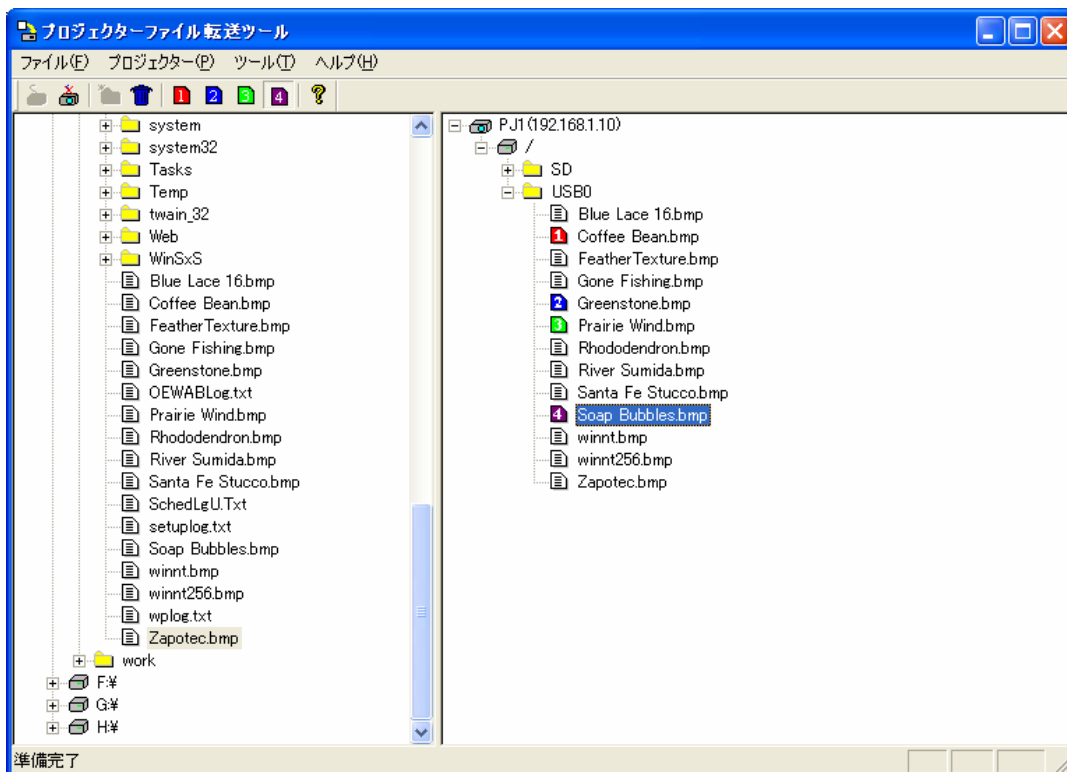 プロジェクターファイル転送ツール
ファイル(F) プロジェクター(P) ツール(T) ヘルプ(H)
1 2 3 4 ?
system
system32
Tasks
Temp
twain_32
Web
WinSxS
Blue Lace 16.bmp
Coffee Bean.bmp
FeatherTexture.bmp
Gone Fishing.bmp
Greenstone.bmp
OEWABLog.txt
Prairie Wind.bmp
Rhododendron.bmp
River Sumida.bmp
Santa Fe Stucco.bmp
SchedLgU.Txt
setuplog.txt
Soap Bubbles.bmp
winnt.bmp
winnt256.bmp
wplog.txt
Zapotec.bmp
work
F:¥
G:¥
H:¥
PJ1(192.168.1.10)
/
SD
USB0
Blue Lace 16.bmp
1 Coffee Bean.bmp
FeatherTexture.bmp
Gone Fishing.bmp
2 Greenstone.bmp
3 Prairie Wind.bmp
Rhododendron.bmp
River Sumida.bmp
Santa Fe Stucco.bmp
4 Soap Bubbles.bmp
winnt.bmp
winnt256.bmp
Zapotec.bmp
準備完了